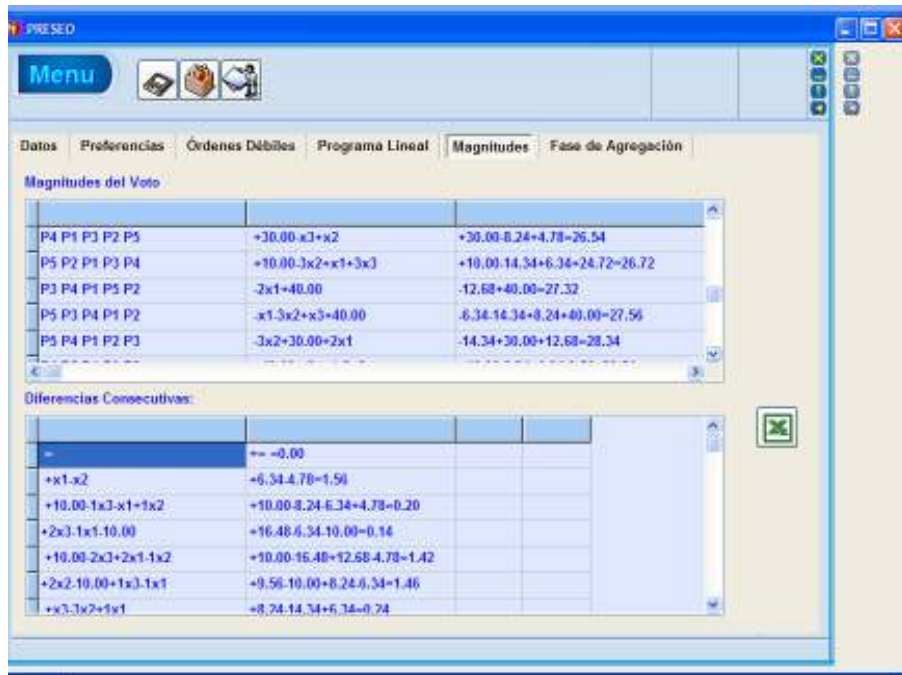 PRESEO
Menu
Datos Preferencias Órdenes Débiles Programa Lineal Magnitudes Fase de Agregación
Magnitudes del Voto
P4 P1 P3 P2 P5 +30.00-x3+x2 +30.00-8.24+4.78=26.54
P5 P2 P1 P3 P4 +10.00-3x2+x1+3x3 +10.00-14.34+6.34+24.72=26.72
P3 P4 P1 P5 P2 -2x1+40.00 -12.68+40.00=27.32
P5 P3 P4 P1 P2 -x1-3x2+x3+40.00 -6.34-14.34+8.24+40.00=27.56
P5 P4 P1 P2 P3 -3x2+30.00+2x1 -14.34+30.00+12.68=28.34
Diferencias Consecutivas:
= += =0.00
+x1-x2 +6.34-4.78=1.56
+10.00-1x3-x1+1x2 +10.00-8.24-6.34+4.78=0.20
+2x3-1x1-10.00 +16.48-6.34-10.00=0.14
+10.00-2x3+2x1-1x2 +10.00-16.48+12.68-4.78=1.42
+2x2-10.00+1x3-1x1 +9.56-10.00+8.24-6.34=1.46
+x3-3x2+1x1 +8.24-14.34+6.34=0.24